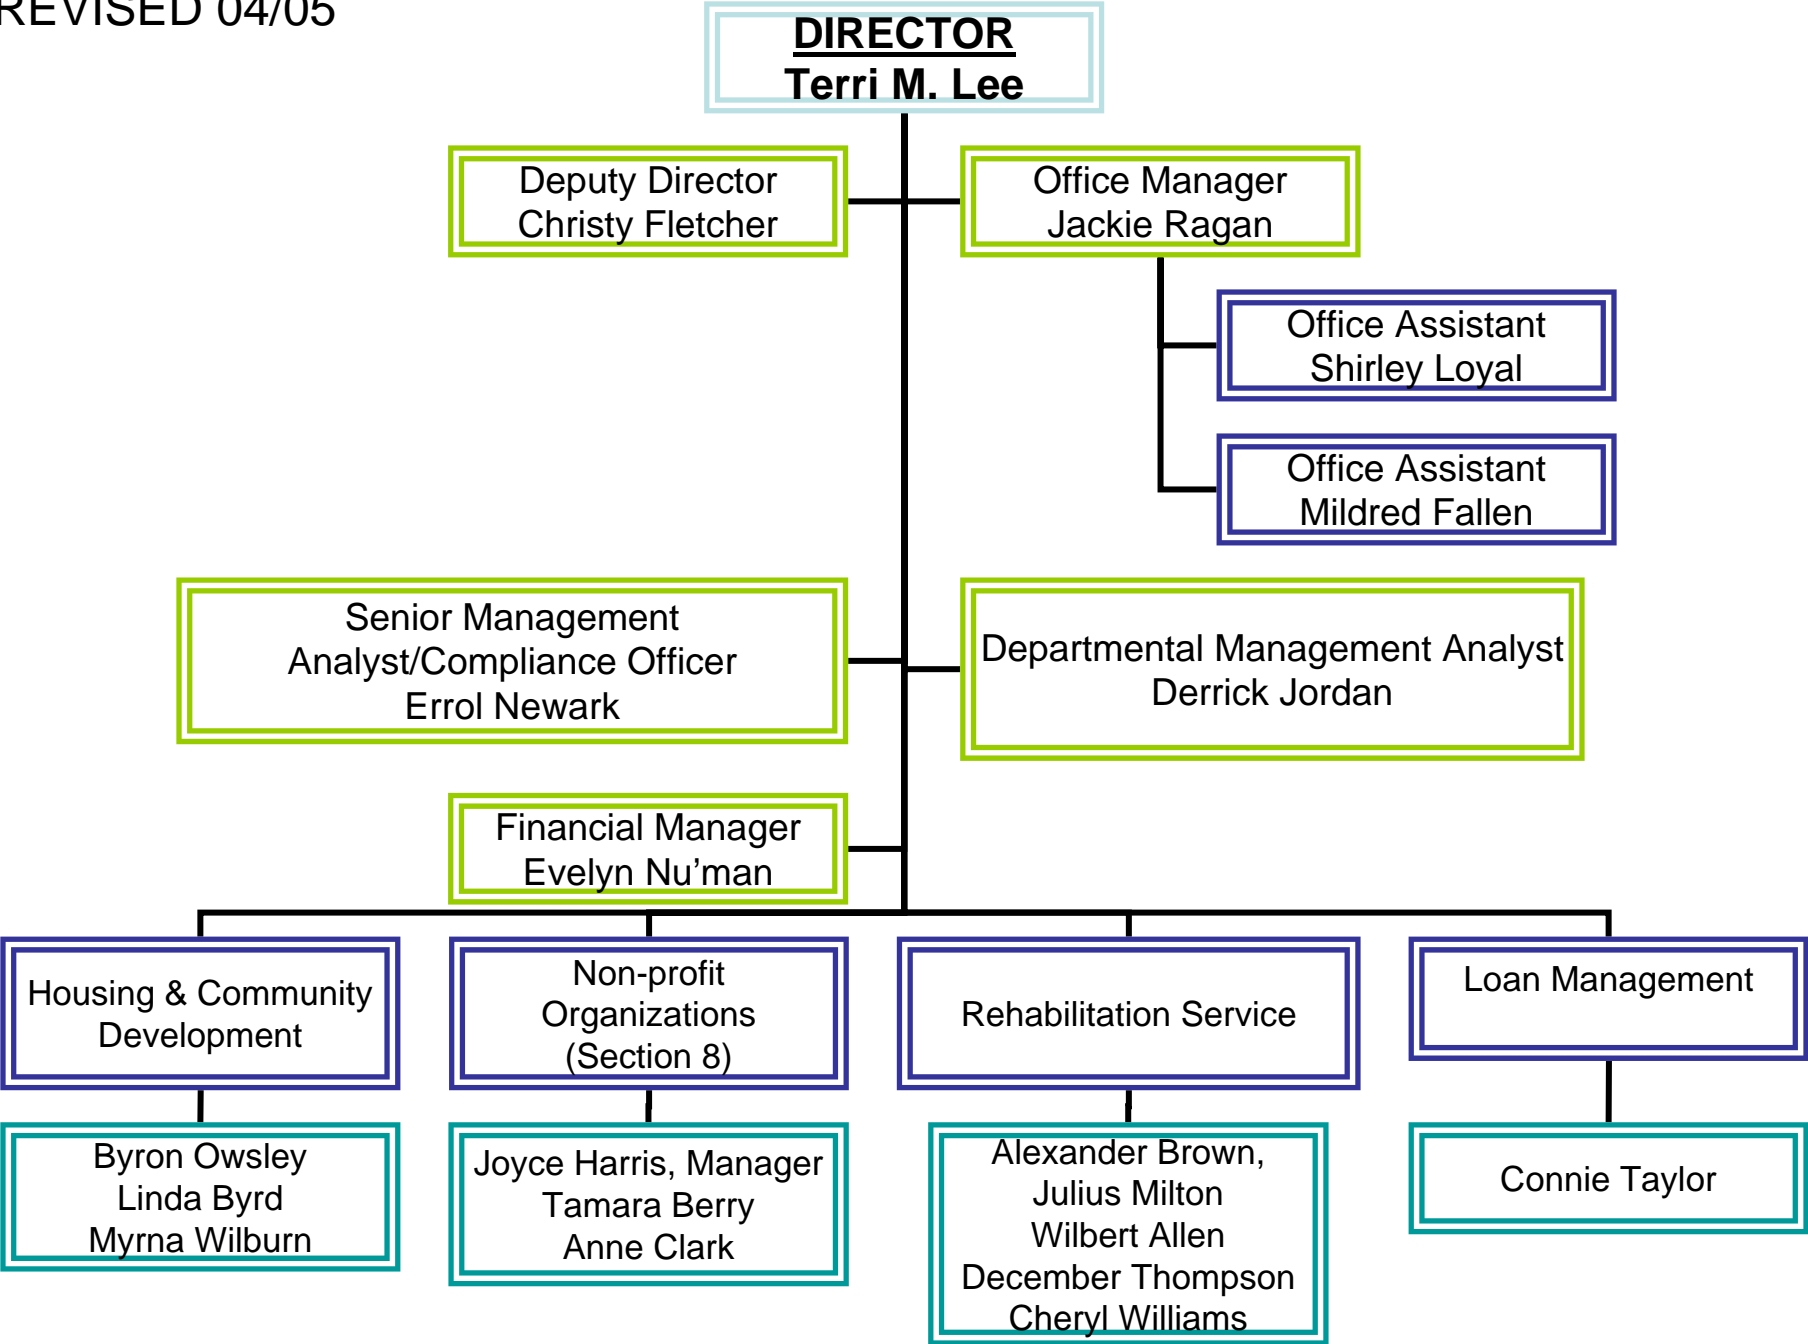 REVISED 04/05
DIRECTOR
Terri M. Lee
Deputy Director
Christy Fletcher
Office Manager
Jackie Ragan
Office Assistant
Shirley Loyal
Office Assistant
Mildred Fallen
Senior Management
Analyst/Compliance Officer
Errol Newark
Departmental Management Analyst
Derrick Jordan
Financial Manager
Evelyn Nu’man
Housing & Community
Development
Non-profit
Organizations
(Section 8)
Rehabilitation Service
Loan Management
Byron Owsley
Linda Byrd
Myrna Wilburn
Joyce Harris, Manager
Tamara Berry
Anne Clark
Alexander Brown,
Julius Milton
Wilbert Allen
December Thompson
Cheryl Williams
Connie Taylor